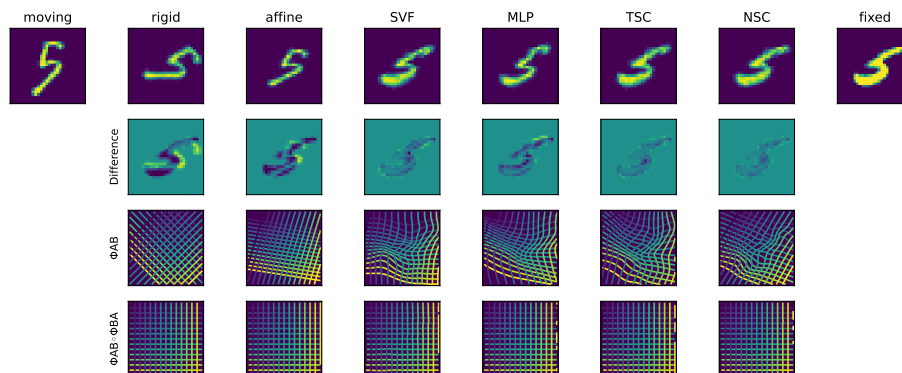 moving rigid affine SVF MLP TSC NSC fixed
Difference
ΦAB
ΦAB∘ΦBA